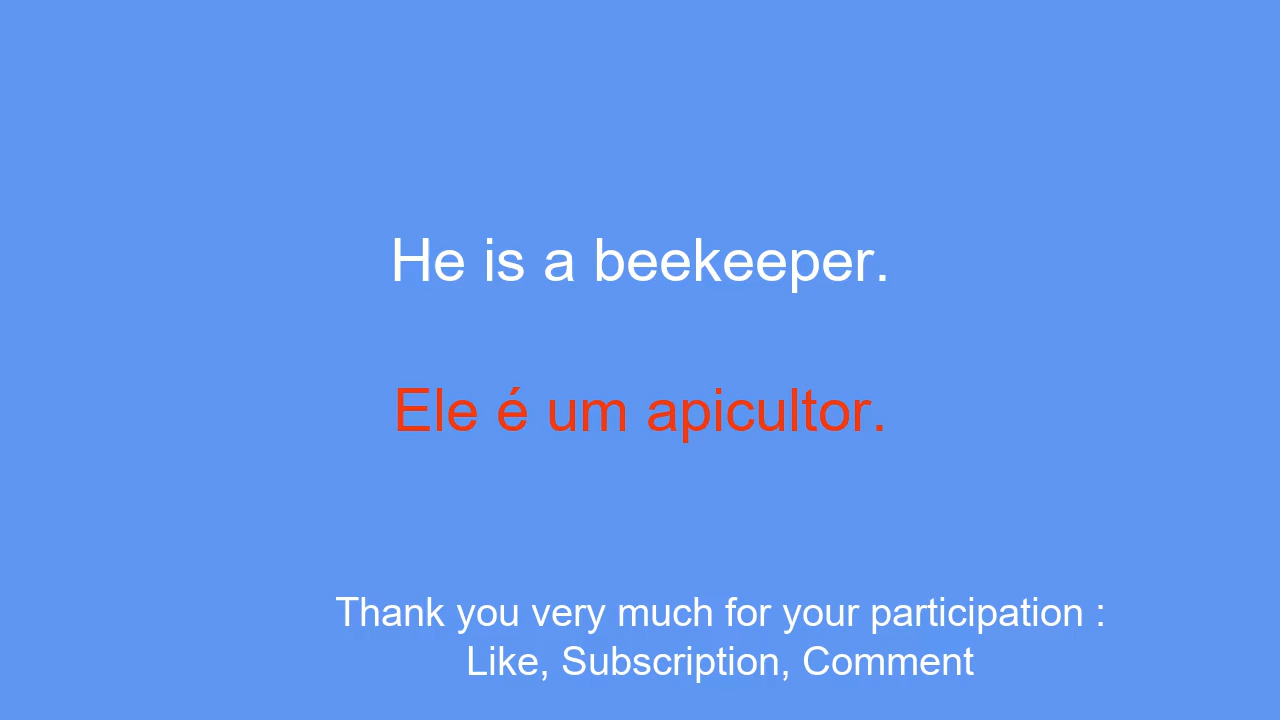 He is a beekeeper.
Ele é um apicultor.
Thank you very much for your participation :
Like, Subscription, Comment